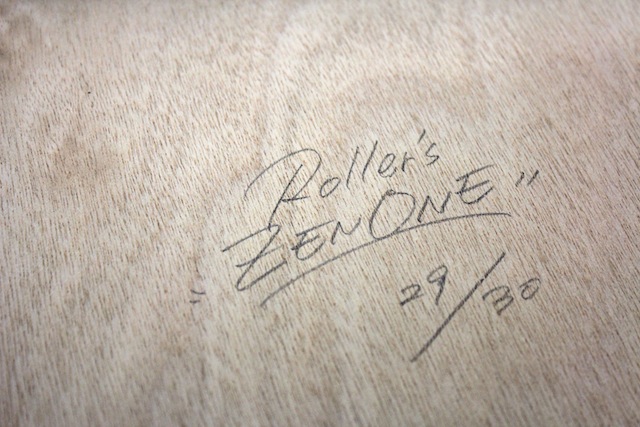 Roller's
"ZENONE"
29/30